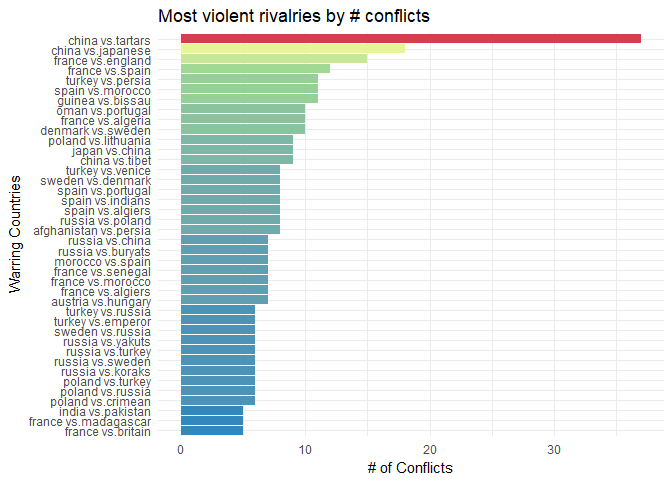 Most violent rivalries by # conflicts
Warring Countries
china vs.tartars
china vs.japanese
france vs.england
france vs.spain
turkey vs.persia
spain vs.morocco
guinea vs.bissau
oman vs.portugal
france vs.algeria
denmark vs.sweden
poland vs.lithuania
japan vs.china
china vs.tibet
turkey vs.venice
sweden vs.denmark
spain vs.portugal
spain vs.indians
spain vs.algiers
russia vs.poland
afghanistan vs.persia
russia vs.china
russia vs.buryats
morocco vs.spain
france vs.senegal
france vs.morocco
france vs.algiers
austria vs.hungary
turkey vs.russia
turkey vs.emperor
sweden vs.russia
russia vs.yakuts
russia vs.turkey
russia vs.sweden
russia vs.koraks
poland vs.turkey
poland vs.russia
poland vs.crimean
india vs.pakistan
france vs.madagascar
france vs.britain
0 10 20 30
# of Conflicts